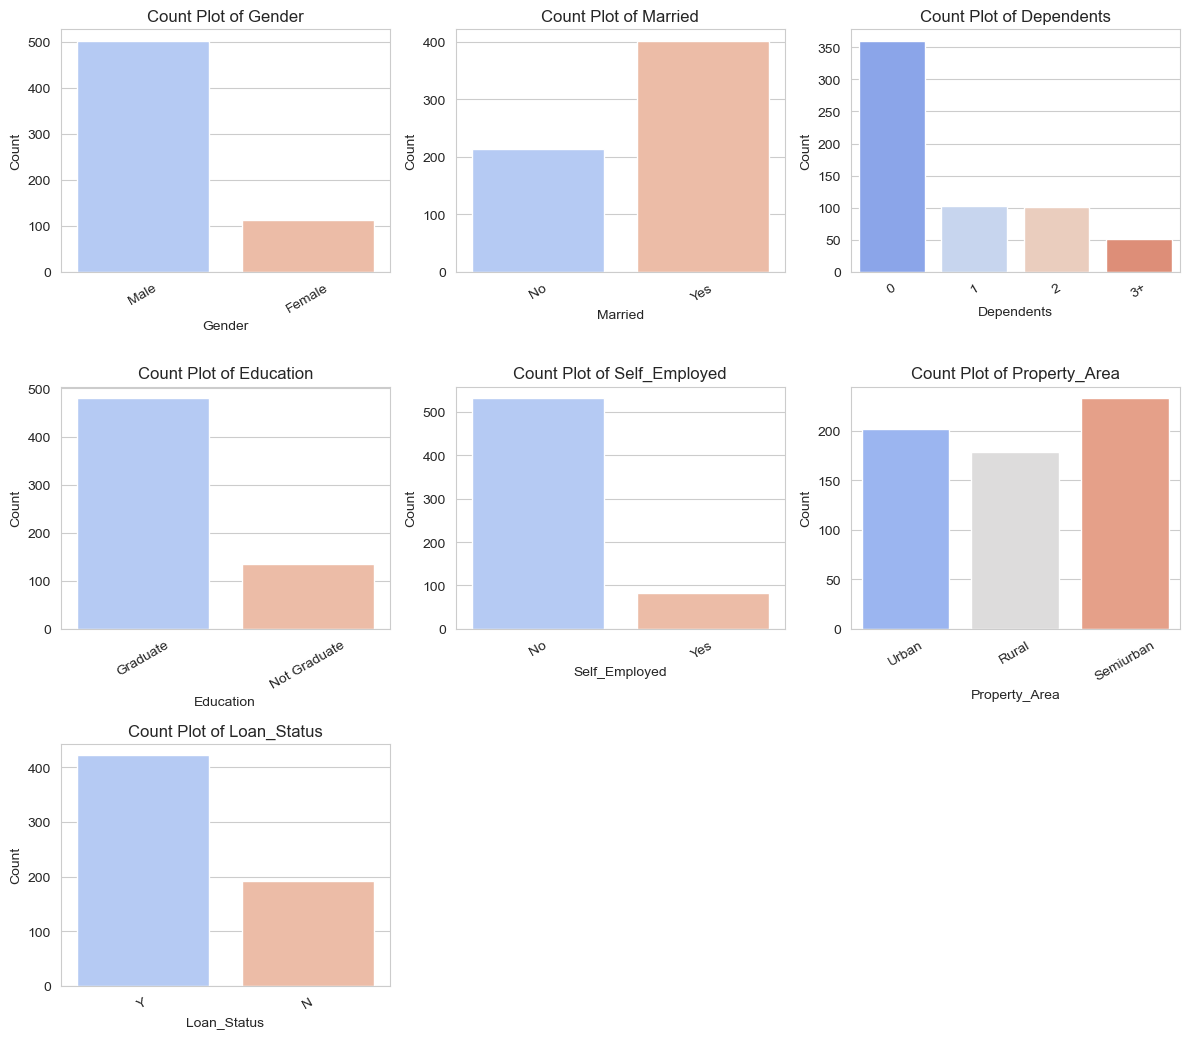 Count Plot of Gender
Count
500
400
300
200
100
0
Male
Female
Gender
Count Plot of Married
Count
400
300
200
100
0
No
Yes
Married
Count Plot of Dependents
Count
350
300
250
200
150
100
50
0
0
1
2
3+
Dependents
Count Plot of Education
Count
500
400
300
200
100
0
Graduate
Not Graduate
Education
Count Plot of Self_Employed
Count
500
400
300
200
100
0
No
Yes
Self_Employed
Count Plot of Property_Area
Count
200
150
100
50
0
Urban
Rural
Semiurban
Property_Area
Count Plot of Loan_Status
Count
400
300
200
100
0
Y
N
Loan_Status